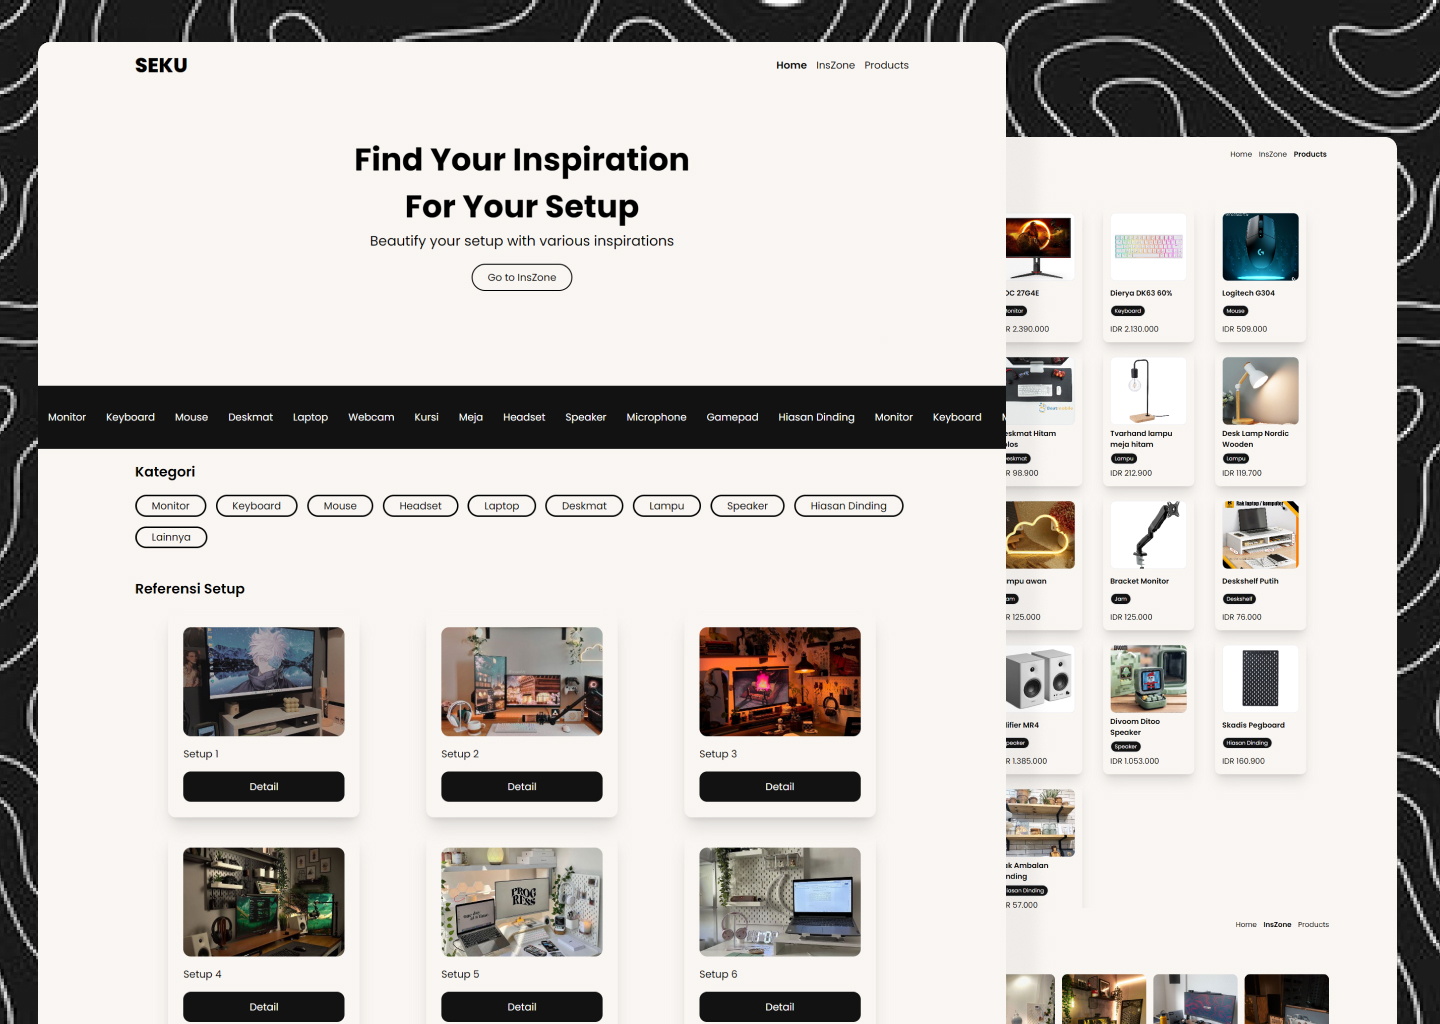 SEKU
Home InsZone Products
Find Your Inspiration
For Your Setup
Beautify your setup with various inspirations
Go to InsZone
Monitor Keyboard Mouse Deskmat Laptop Webcam Kursi Meja Headset Speaker Microphone Gamepad Hiasan Dinding Monitor Keyboard
Kategori
Monitor Keyboard Mouse Headset Laptop Deskmat Lampu Speaker Hiasan Dinding
Lainnya
Referensi Setup
Setup 1 Setup 2 Setup 3
Detail Detail Detail
PROG
RESS
Setup 4 Setup 5 Setup 6
Detail Detail Detail
Home InsZone Products
OC 27G4E Dierya DK63 60% Logitech G304
onitor Keyboard Mouse
R 2.390.000 IDR 2.130.000 IDR 509.000
eskmat Hitam Tvarhand lampu Desk Lamp Nordic
olos meja hitam Wooden
eskmat Lampu Lampu
R 98.900 IDR 212.900 IDR 119.700
Rak laptop / komputer
mpu awan Bracket Monitor Deskshelf Putih
am Jam Deskshelf
R 125.000 IDR 125.000 IDR 76.000
difier MR4 Divoom Ditoo Skadis Pegboard
Speaker
peaker Speaker Hiasan Dinding
R 1.385.000 IDR 1.053.000 IDR 160.900
ak Ambalan
nding
iasan Dinding
R 57.000
Home InsZone Products